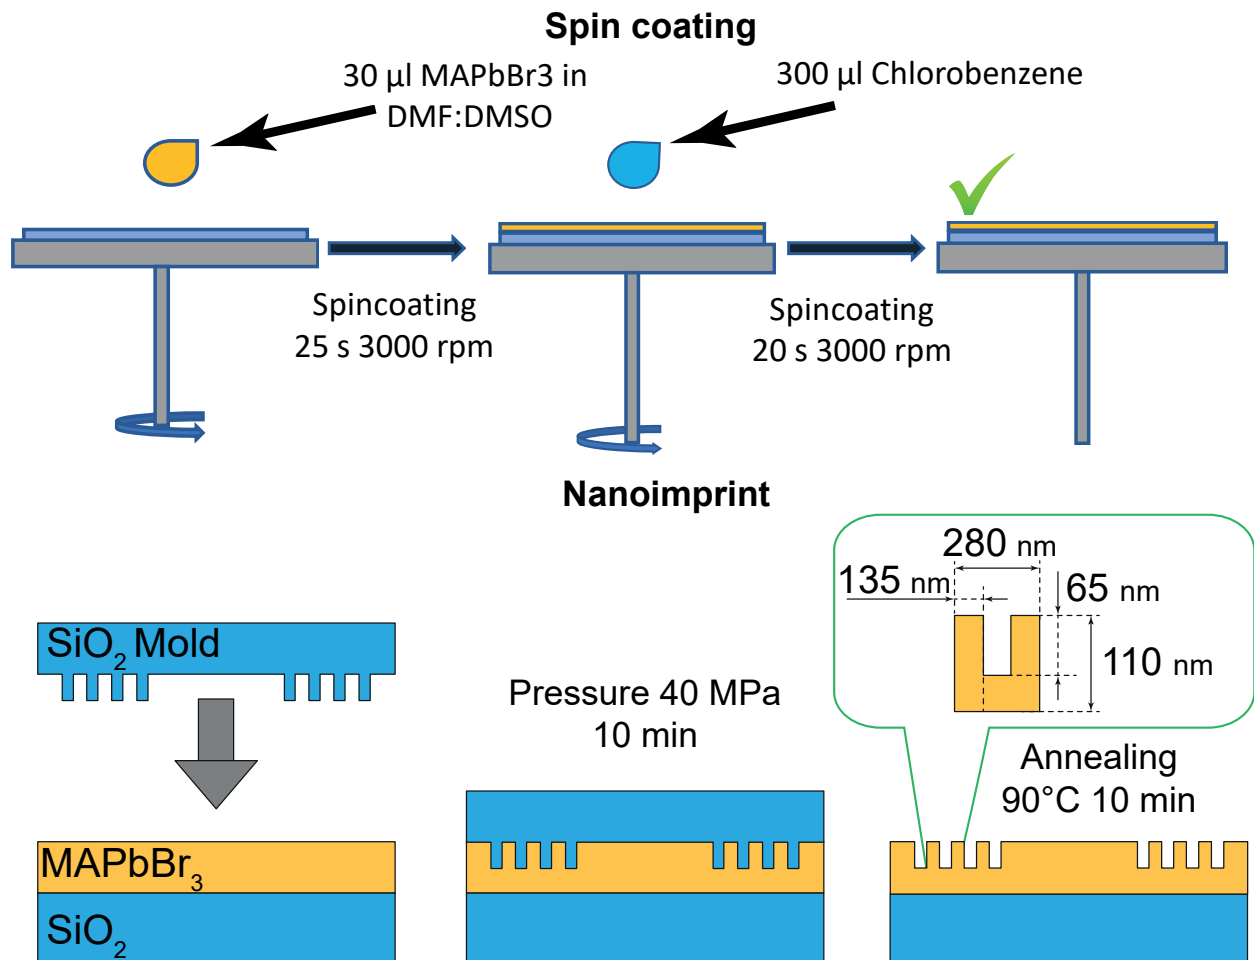 Spin coating
30 µl MAPbBr3 in
DMF:DMSO
300 µl Chlorobenzene
Spincoating
25 s 3000 rpm
Spincoating
20 s 3000 rpm
Nanoimprint
SiO₂ Mold
MAPbBr₃
SiO₂
Pressure 40 MPa
10 min
280 nm
135 nm
65 nm
110 nm
Annealing
90°C 10 min